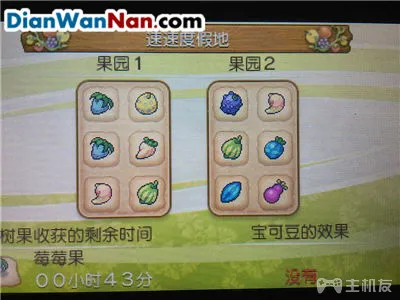 DianWanNan.com
速速度假地
果园1
果园2
树果收获的剩余时间
宝可豆的效果
莓莓果
00小时43分
没有
主机友